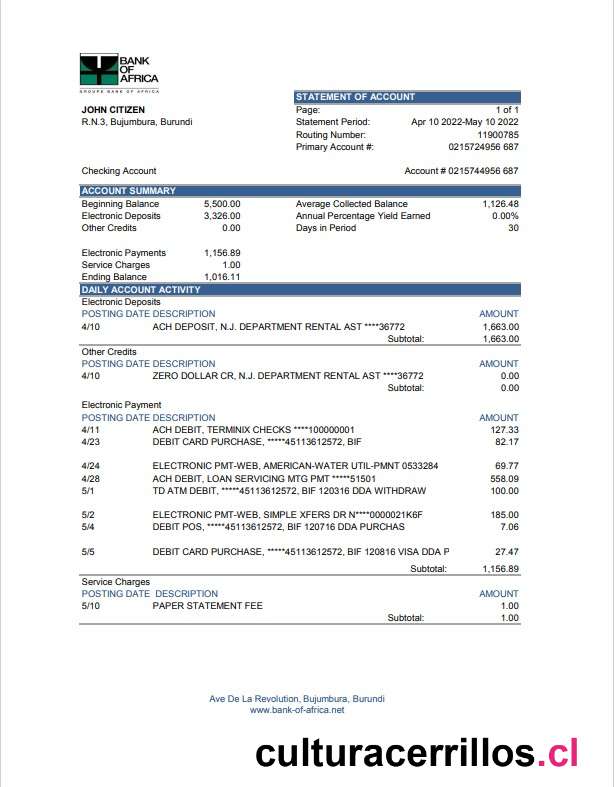 BANK
OF
AFRICA
GROUPE BANK OF AFRICA
STATEMENT OF ACCOUNT
JOHN CITIZEN
R.N.3, Bujumbura, Burundi
Page: 1 of 1
Statement Period: Apr 10 2022-May 10 2022
Routing Number: 11900785
Primary Account #: 0215724956 687
Checking Account Account # 0215744956 687
ACCOUNT SUMMARY
Beginning Balance 5,500.00 Average Collected Balance 1,126.48
Electronic Deposits 3,326.00 Annual Percentage Yield Earned 0.00%
Other Credits 0.00 Days in Period 30
Electronic Payments 1,156.89
Service Charges 1.00
Ending Balance 1,016.11
DAILY ACCOUNT ACTIVITY
Electronic Deposits
POSTING DATE DESCRIPTION AMOUNT
4/10 ACH DEPOSIT, N.J. DEPARTMENT RENTAL AST ****36772 1,663.00
Subtotal: 1,663.00
Other Credits
POSTING DATE DESCRIPTION AMOUNT
4/10 ZERO DOLLAR CR, N.J. DEPARTMENT RENTAL AST ****36772 0.00
Subtotal: 0.00
Electronic Payment
POSTING DATE DESCRIPTION AMOUNT
4/11 ACH DEBIT, TERMINIX CHECKS ****100000001 127.33
4/23 DEBIT CARD PURCHASE, *****45113612572, BIF 82.17
4/24 ELECTRONIC PMT-WEB, AMERICAN-WATER UTIL-PMNT 0533284 69.77
4/28 ACH DEBIT, LOAN SERVICING MTG PMT *****51501 558.09
5/1 TD ATM DEBIT, *****45113612572, BIF 120316 DDA WITHDRAW 100.00
5/2 ELECTRONIC PMT-WEB, SIMPLE XFERS DR N****0000021K6F 185.00
5/4 DEBIT POS, *****45113612572, BIF 120716 DDA PURCHAS 7.06
5/5 DEBIT CARD PURCHASE, *****45113612572, BIF 120816 VISA DDA P 27.47
Subtotal: 1,156.89
Service Charges
POSTING DATE DESCRIPTION AMOUNT
5/10 PAPER STATEMENT FEE 1.00
Subtotal: 1.00
Ave De La Revolution, Bujumbura, Burundi
www.bank-of-africa.net
culturacerrillos.cl